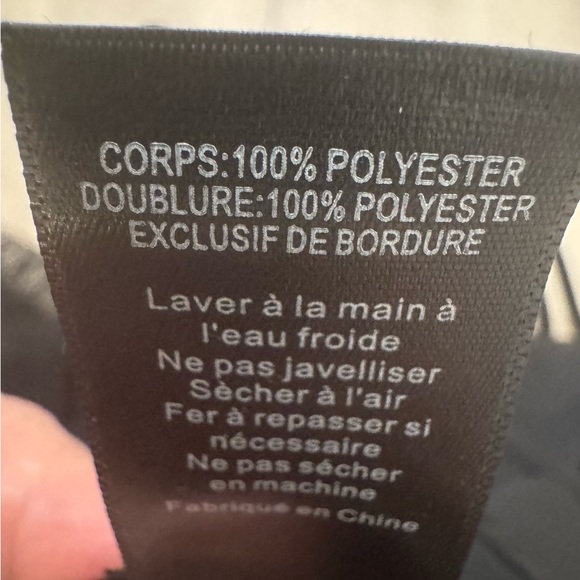 CORPS:100% POLYESTER
DOUBLURE:100% POLYESTER
EXCLUSIF DE BORDURE
Laver à la main à
l'eau froide
Ne pas javelliser
Sècher à l'air
Fer à repasser si
nécessaire
Ne pas sécher
en machine
Fabriqué en Chine